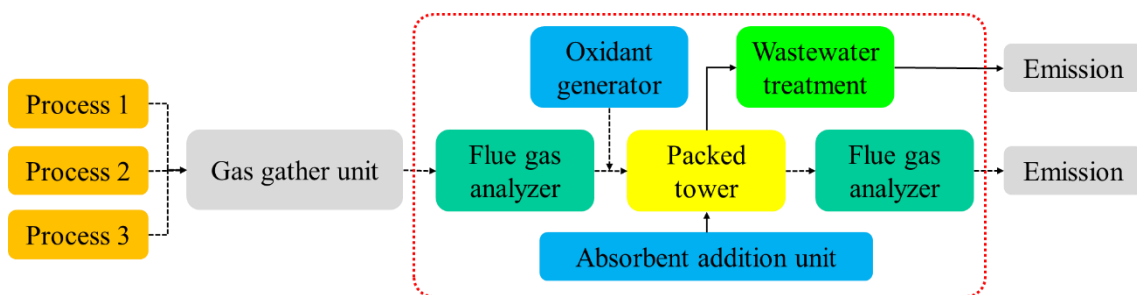 Process 1
Process 2
Process 3
Gas gather unit
Flue gas
analyzer
Oxidant
generator
Packed
tower
Absorbent addition unit
Wastewater
treatment
Flue gas
analyzer
Emission
Emission